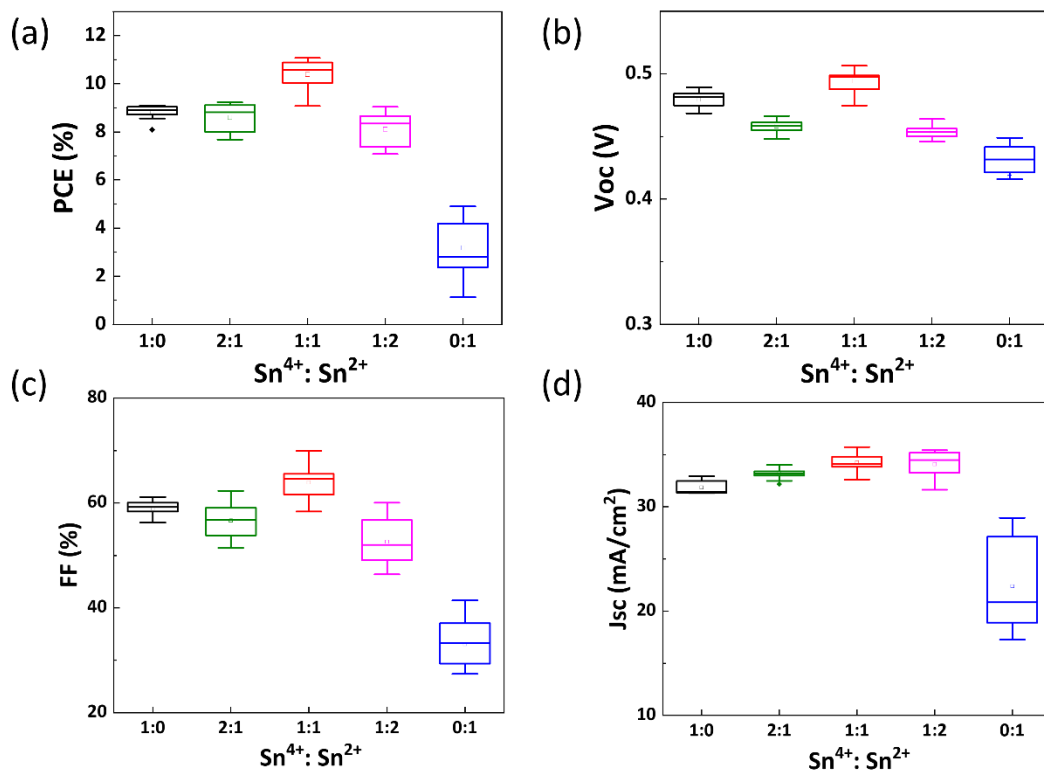 (a)
PCE (%)
12
10
8
6
4
2
0
1:0 2:1 1:1 1:2 0:1
Sn⁴⁺: Sn²⁺
(b)
Voc (V)
0.5
0.4
0.3
1:0 2:1 1:1 1:2 0:1
Sn⁴⁺: Sn²⁺
(c)
FF (%)
80
60
40
20
1:0 2:1 1:1 1:2 0:1
Sn⁴⁺: Sn²⁺
(d)
Jsc (mA/cm²)
40
30
20
10
1:0 2:1 1:1 1:2 0:1
Sn⁴⁺: Sn²⁺